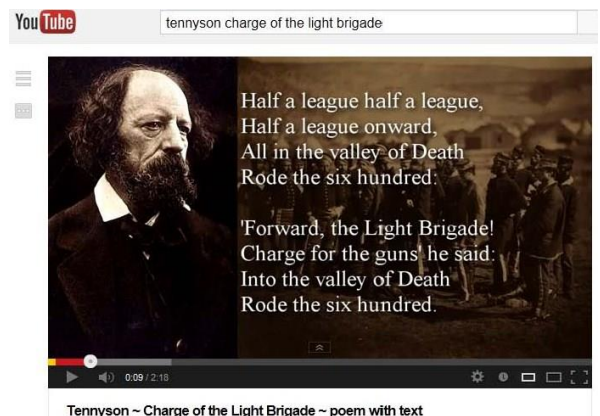 YouTube
tennyson charge of the light brigade
Half a league half a league,
Half a league onward,
All in the valley of Death
Rode the six hundred:
'Forward, the Light Brigade!
Charge for the guns' he said:
Into the valley of Death
Rode the six hundred.
0:09 / 2:18
Tennyson ~ Charge of the Light Brigade ~ poem with text